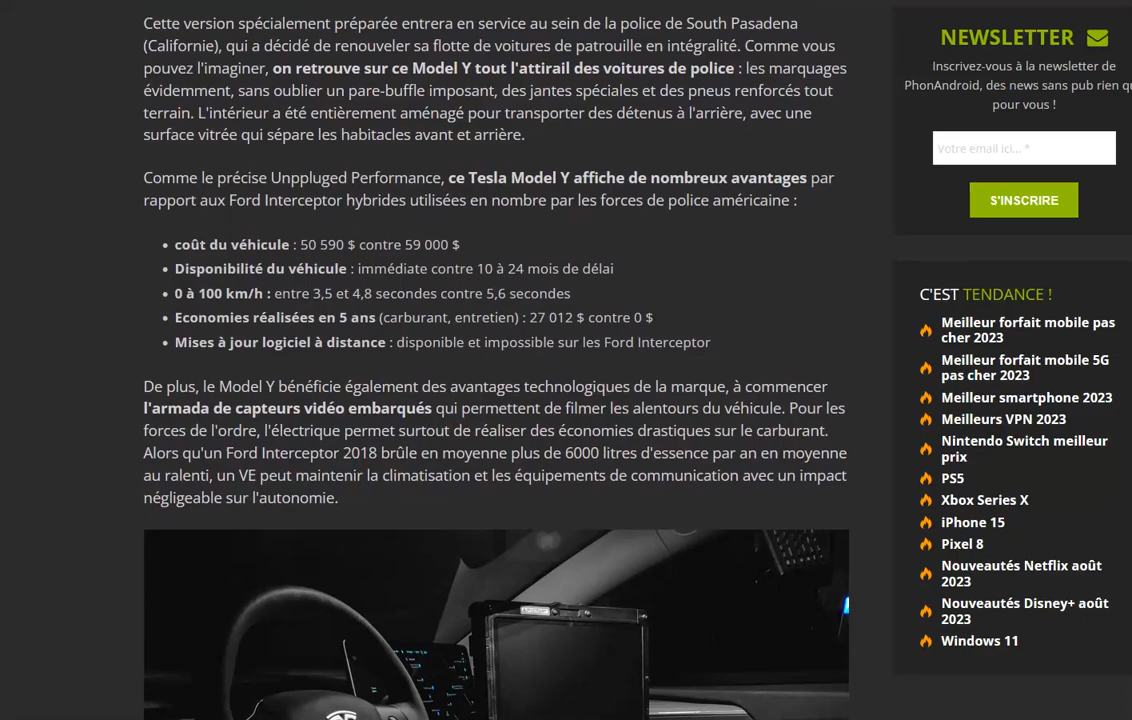 Cette version spécialement préparée entrera en service au sein de la police de South Pasadena
(Californie), qui a décidé de renouveler sa flotte de voitures de patrouille en intégralité. Comme vous
pouvez l'imaginer, on retrouve sur ce Model Y tout l'attirail des voitures de police : les marquages
évidemment, sans oublier un pare-buffle imposant, des jantes spéciales et des pneus renforcés tout
terrain. L'intérieur a été entièrement aménagé pour transporter des détenus à l'arrière, avec une
surface vitrée qui sépare les habitacles avant et arrière.
Comme le précise Unppluged Performance, ce Tesla Model Y affiche de nombreux avantages par
rapport aux Ford Interceptor hybrides utilisées en nombre par les forces de police américaine :
• coût du véhicule : 50 590 $ contre 59 000 $
• Disponibilité du véhicule : immédiate contre 10 à 24 mois de délai
• 0 à 100 km/h : entre 3,5 et 4,8 secondes contre 5,6 secondes
• Economies réalisées en 5 ans (carburant, entretien) : 27 012 $ contre 0 $
• Mises à jour logiciel à distance : disponible et impossible sur les Ford Interceptor
De plus, le Model Y bénéficie également des avantages technologiques de la marque, à commencer
l'armada de capteurs vidéo embarqués qui permettent de filmer les alentours du véhicule. Pour les
forces de l'ordre, l'électrique permet surtout de réaliser des économies drastiques sur le carburant.
Alors qu'un Ford Interceptor 2018 brûle en moyenne plus de 6000 litres d'essence par an en moyenne
au ralenti, un VE peut maintenir la climatisation et les équipements de communication avec un impact
négligeable sur l'autonomie.
NEWSLETTER
Inscrivez-vous à la newsletter de
PhonAndroid, des news sans pub rien qu
pour vous !
Votre email ici... *
S'INSCRIRE
C'EST TENDANCE !
Meilleur forfait mobile pas
cher 2023
Meilleur forfait mobile 5G
pas cher 2023
Meilleur smartphone 2023
Meilleurs VPN 2023
Nintendo Switch meilleur
prix
PS5
Xbox Series X
iPhone 15
Pixel 8
Nouveautés Netflix août
2023
Nouveautés Disney+ août
2023
Windows 11